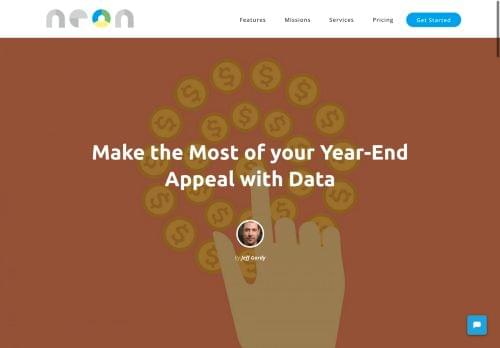 neon
Features
Missions
Services
Pricing
Get Started
Make the Most of your Year-End
Appeal with Data
by Jeff Gordy